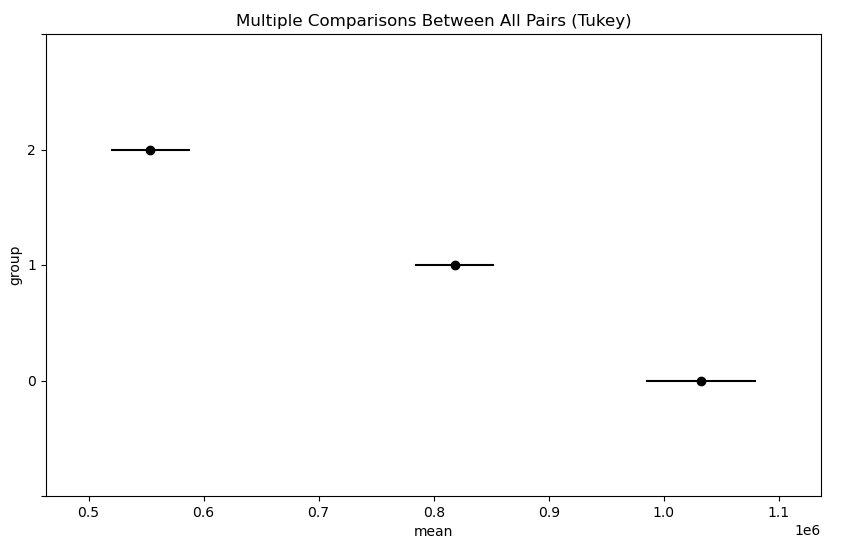 Multiple Comparisons Between All Pairs (Tukey)
2
1
0
group
0.5 0.6 0.7 0.8 0.9 1.0 1.1
1e6
mean